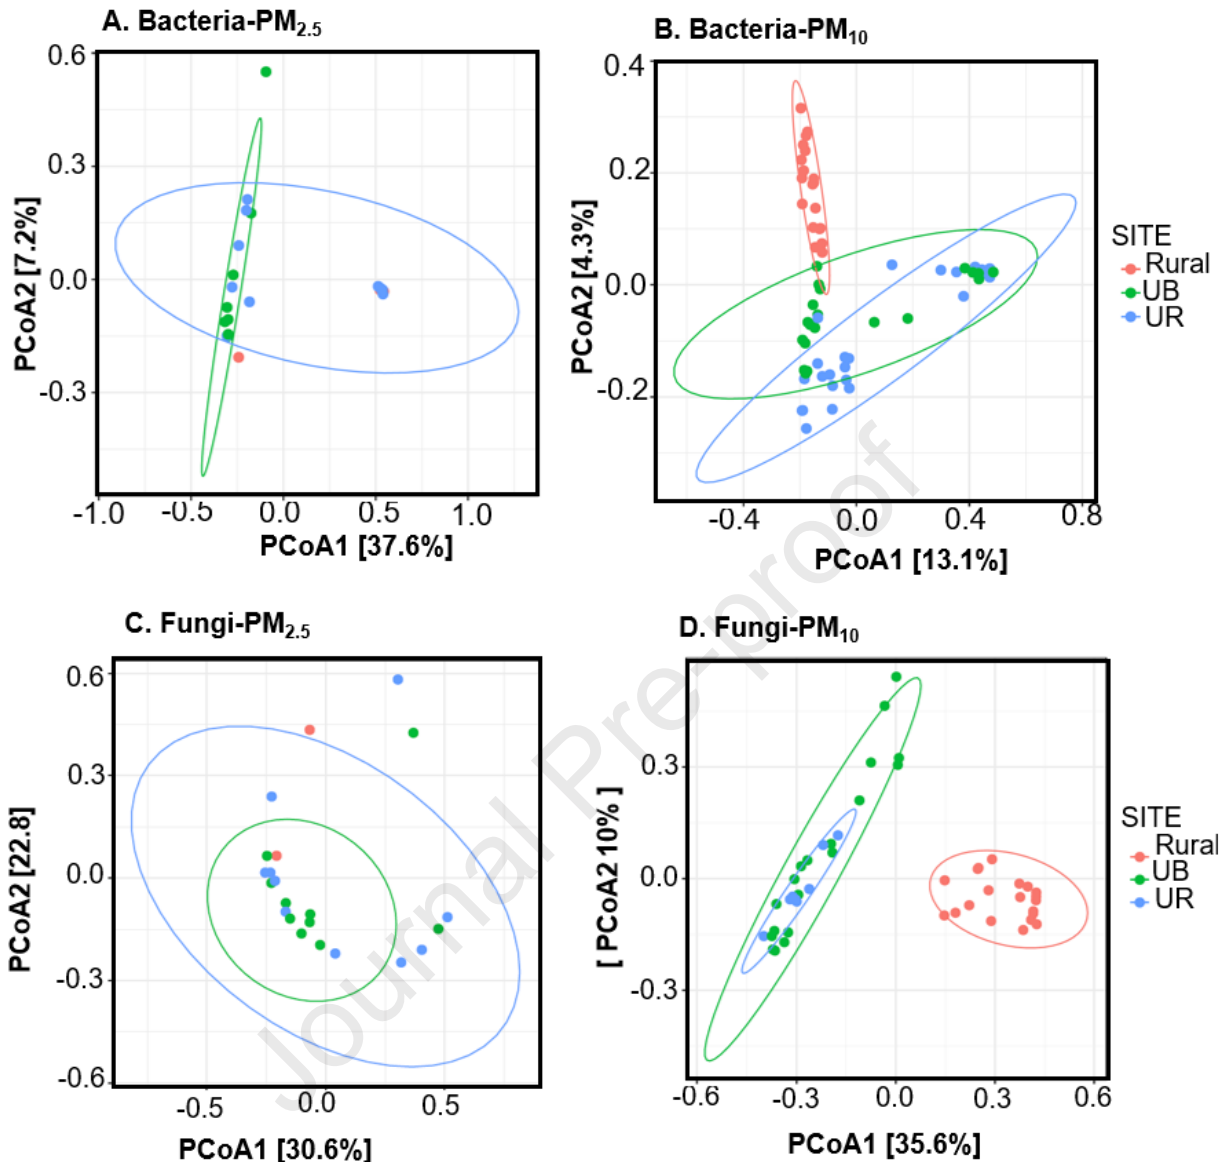 A. Bacteria-PM2.5
0.6
0.3
0.0
-0.3
PCoA2 [7.2%]
-1.0 -0.5 0.0 0.5 1.0
PCoA1 [37.6%]
B. Bacteria-PM10
0.4
0.2
0.0
-0.2
PCoA2 [4.3%]
-0.4 0.0 0.4 0.8
PCoA1 [13.1%]
SITE
Rural
UB
UR
C. Fungi-PM2.5
0.6
0.3
0.0
-0.3
-0.6
PCoA2 [22.8]
-0.5 0.0 0.5
PCoA1 [30.6%]
D. Fungi-PM10
0.3
0.0
-0.3
[ PCoA2 10% ]
-0.6 -0.3 0.0 0.3 0.6
PCoA1 [35.6%]
SITE
Rural
UB
UR
Journal Pre-proof